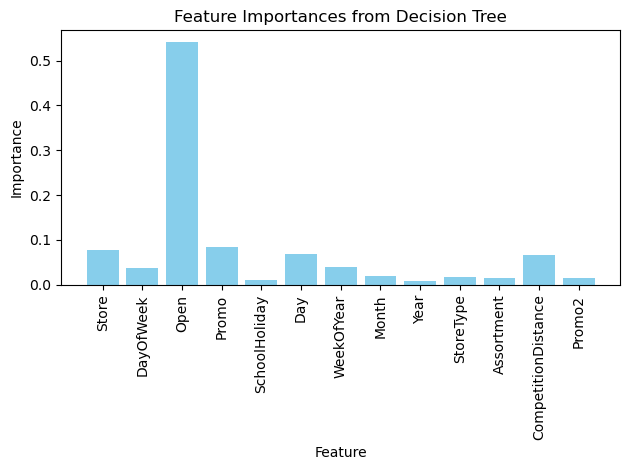 Feature Importances from Decision Tree
Importance
0.5
0.4
0.3
0.2
0.1
0.0
Store
DayOfWeek
Open
Promo
SchoolHoliday
Day
WeekOfYear
Month
Year
StoreType
Assortment
CompetitionDistance
Promo2
Feature